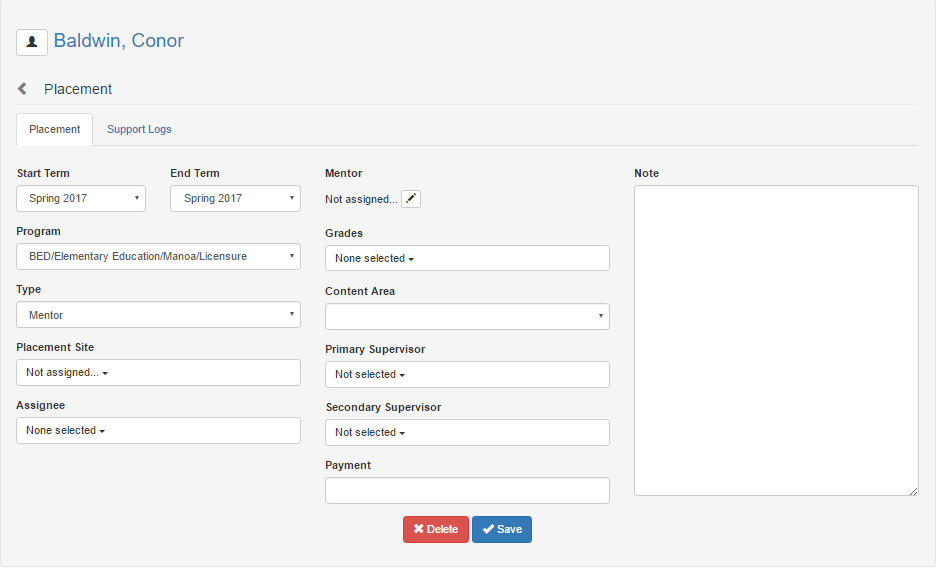 Baldwin, Conor
Placement
Placement
Support Logs
Start Term
End Term
Spring 2017
Spring 2017
Program
BED/Elementary Education/Manoa/Licensure
Type
Mentor
Placement Site
Not assigned...
Assignee
None selected
Mentor
Not assigned...
Grades
None selected
Content Area
Primary Supervisor
Not selected
Secondary Supervisor
Not selected
Payment
Note
Delete
Save